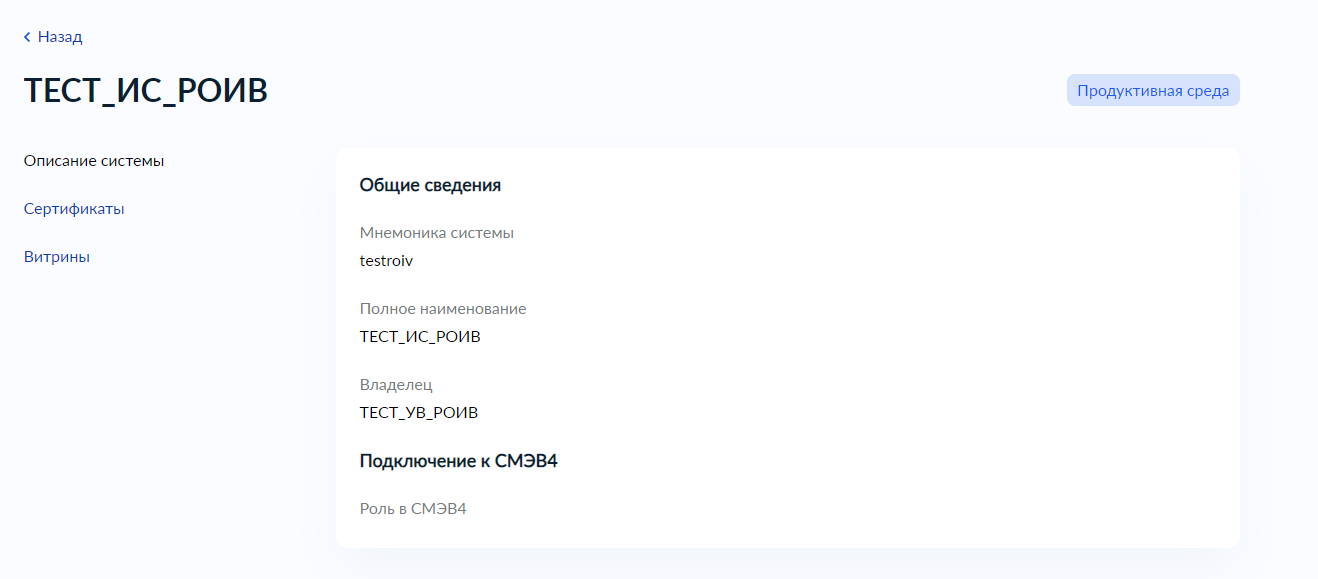 Назад
ТЕСТ_ИС_РОИВ
Продуктивная среда
Описание системы
Сертификаты
Витрины
Общие сведения
Мнемоника системы
testroiv
Полное наименование
ТЕСТ_ИС_РОИВ
Владелец
ТЕСТ_УВ_РОИВ
Подключение к СМЭВ4
Роль в СМЭВ4